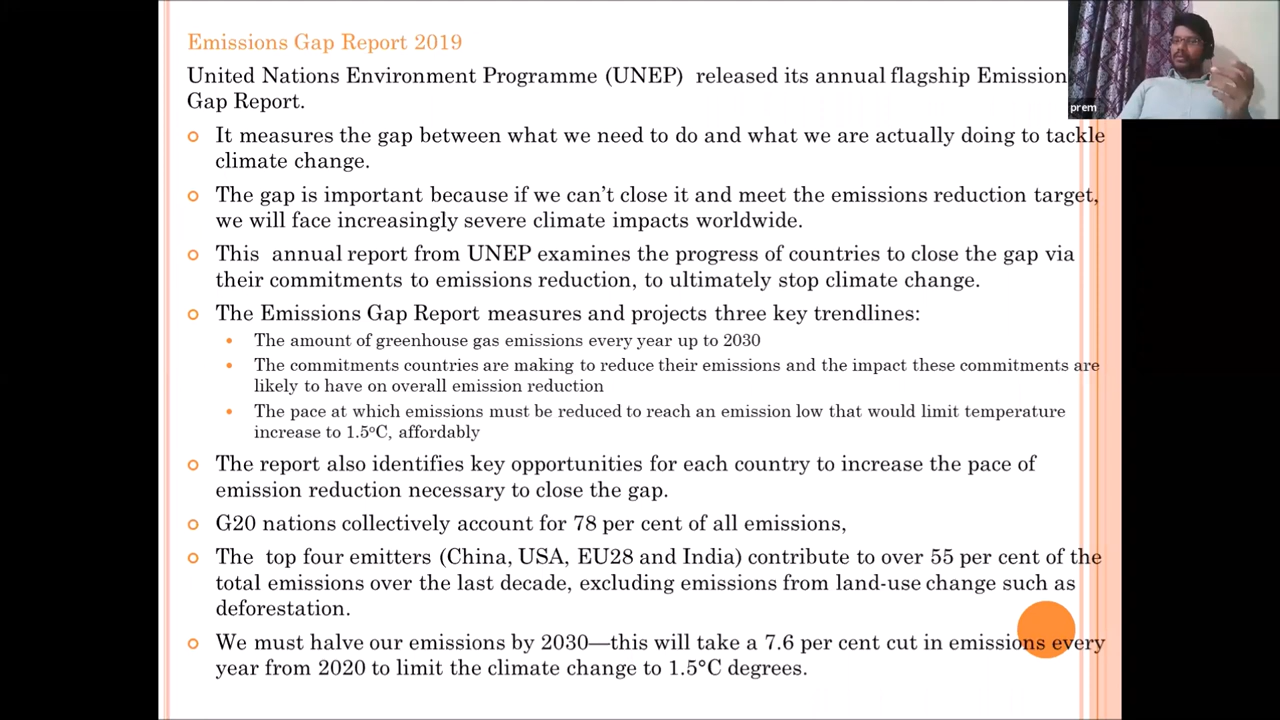 Emissions Gap Report 2019
United Nations Environment Programme (UNEP) released its annual flagship Emission
Gap Report.
It measures the gap between what we need to do and what we are actually doing to tackle
climate change.
The gap is important because if we can't close it and meet the emissions reduction target,
we will face increasingly severe climate impacts worldwide.
This annual report from UNEP examines the progress of countries to close the gap via
their commitments to emissions reduction, to ultimately stop climate change.
The Emissions Gap Report measures and projects three key trendlines:
The amount of greenhouse gas emissions every year up to 2030
The commitments countries are making to reduce their emissions and the impact these commitments are
likely to have on overall emission reduction
The pace at which emissions must be reduced to reach an emission low that would limit temperature
increase to 1.5ºC, affordably
The report also identifies key opportunities for each country to increase the pace of
emission reduction necessary to close the gap.
G20 nations collectively account for 78 per cent of all emissions,
The top four emitters (China, USA, EU28 and India) contribute to over 55 per cent of the
total emissions over the last decade, excluding emissions from land-use change such as
deforestation.
We must halve our emissions by 2030—this will take a 7.6 per cent cut in emissions every
year from 2020 to limit the climate change to 1.5°C degrees.
prem